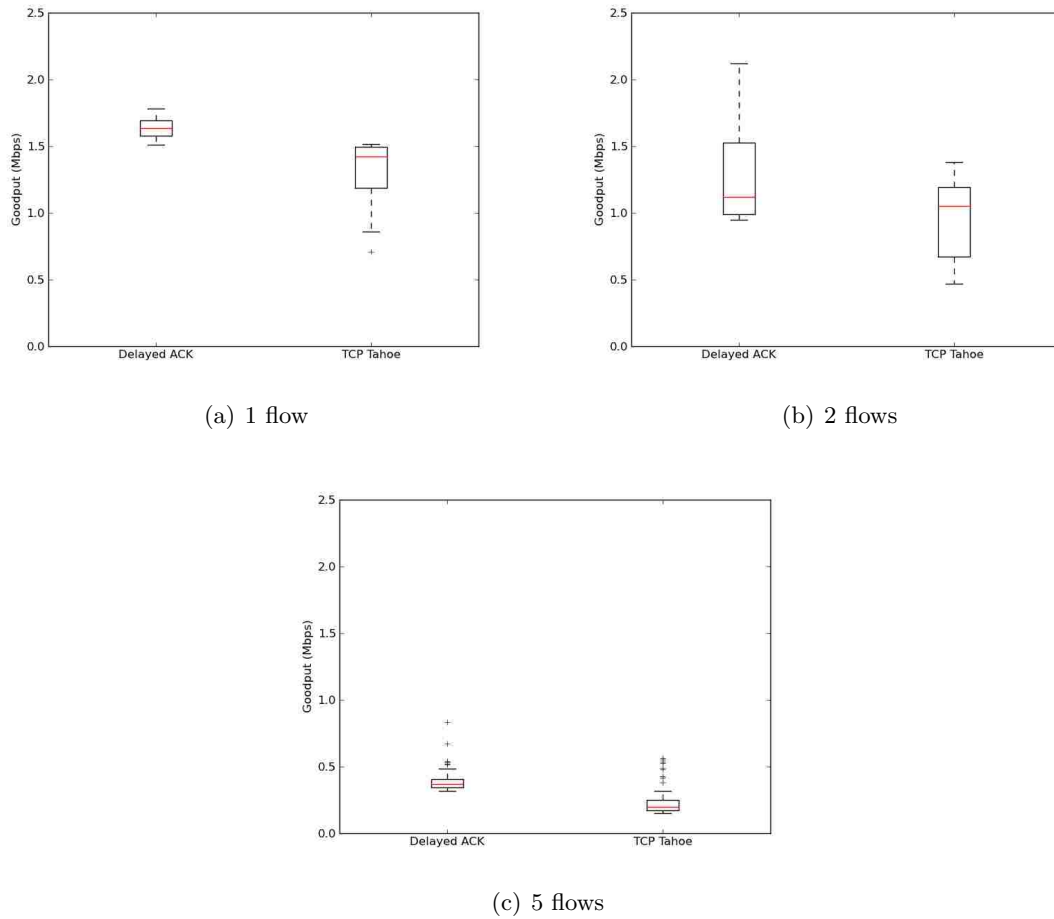 2.5
2.0
1.5
1.0
0.5
0.0
Goodput (Mbps)
Delayed ACK
TCP Tahoe
(a) 1 flow
2.5
2.0
1.5
1.0
0.5
0.0
Goodput (Mbps)
Delayed ACK
TCP Tahoe
(b) 2 flows
2.5
2.0
1.5
1.0
0.5
0.0
Goodput (Mbps)
Delayed ACK
TCP Tahoe
(c) 5 flows